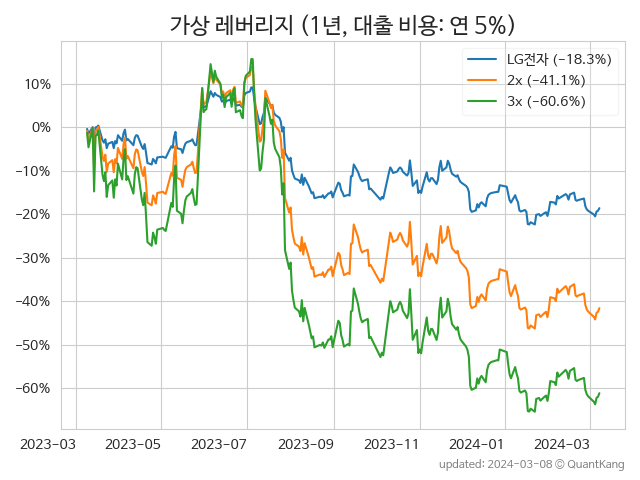 가상 레버리지 (1년, 대출 비용: 연 5%)
LG전자 (−18.3%)
2x (−41.1%)
3x (−60.6%)
10%
0%
−10%
−20%
−30%
−40%
−50%
−60%
2023-03 2023-05 2023-07 2023-09 2023-11 2024-01 2024-03
updated: 2024-03-08 © QuantKang